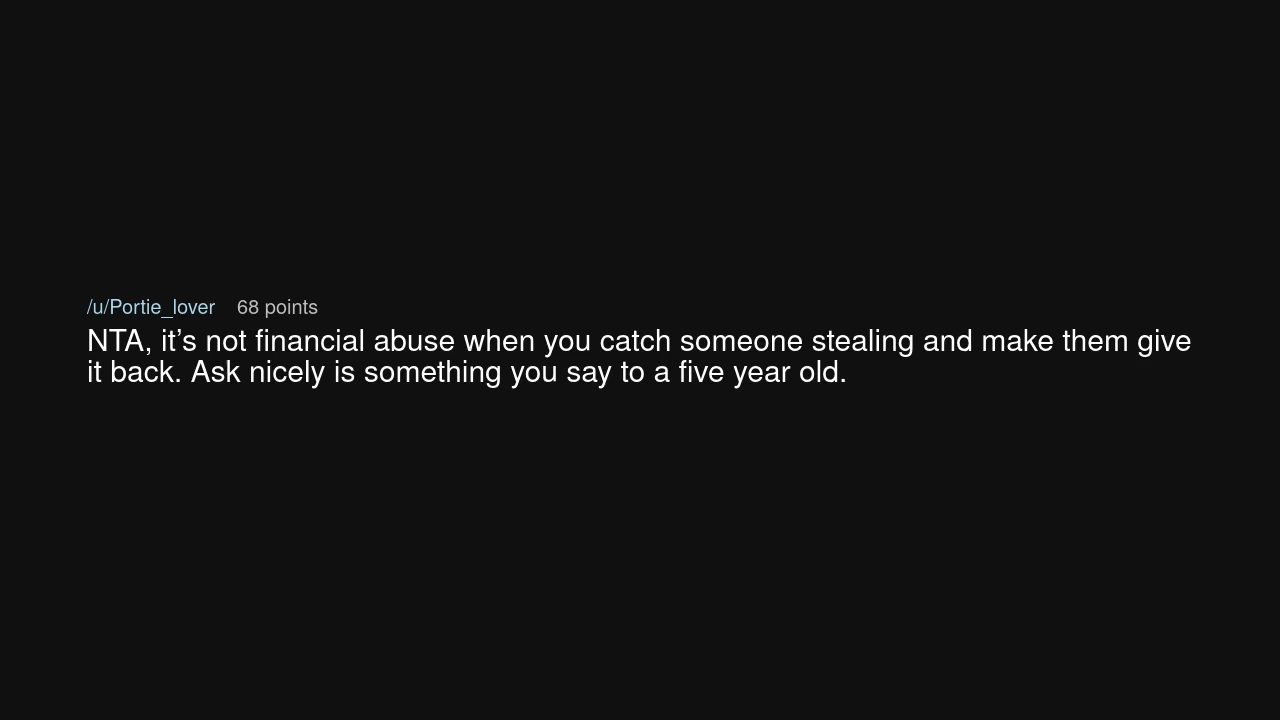 /u/Portie_lover 68 points
NTA, it’s not financial abuse when you catch someone stealing and make them give
it back. Ask nicely is something you say to a five year old.